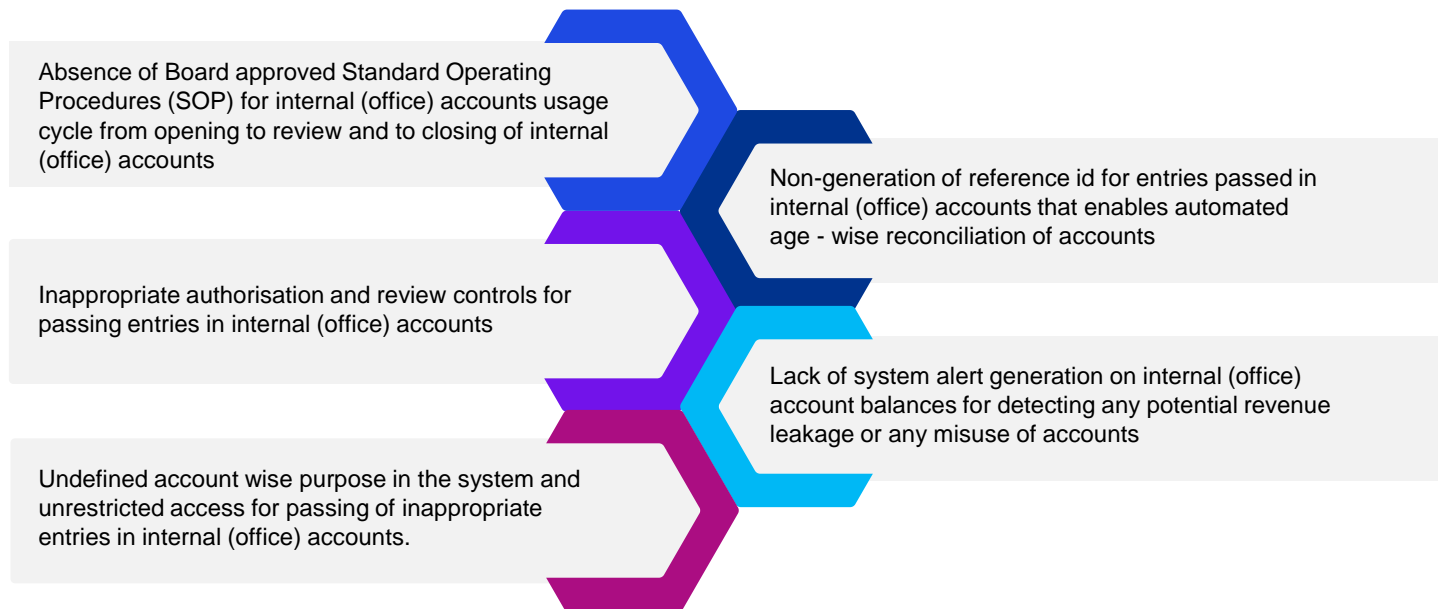 Absence of Board approved Standard Operating
Procedures (SOP) for internal (office) accounts usage
cycle from opening to review and to closing of internal
(office) accounts
Non-generation of reference id for entries passed in
internal (office) accounts that enables automated
age - wise reconciliation of accounts
Inappropriate authorisation and review controls for
passing entries in internal (office) accounts
Lack of system alert generation on internal (office)
account balances for detecting any potential revenue
leakage or any misuse of accounts
Undefined account wise purpose in the system and
unrestricted access for passing of inappropriate
entries in internal (office) accounts.